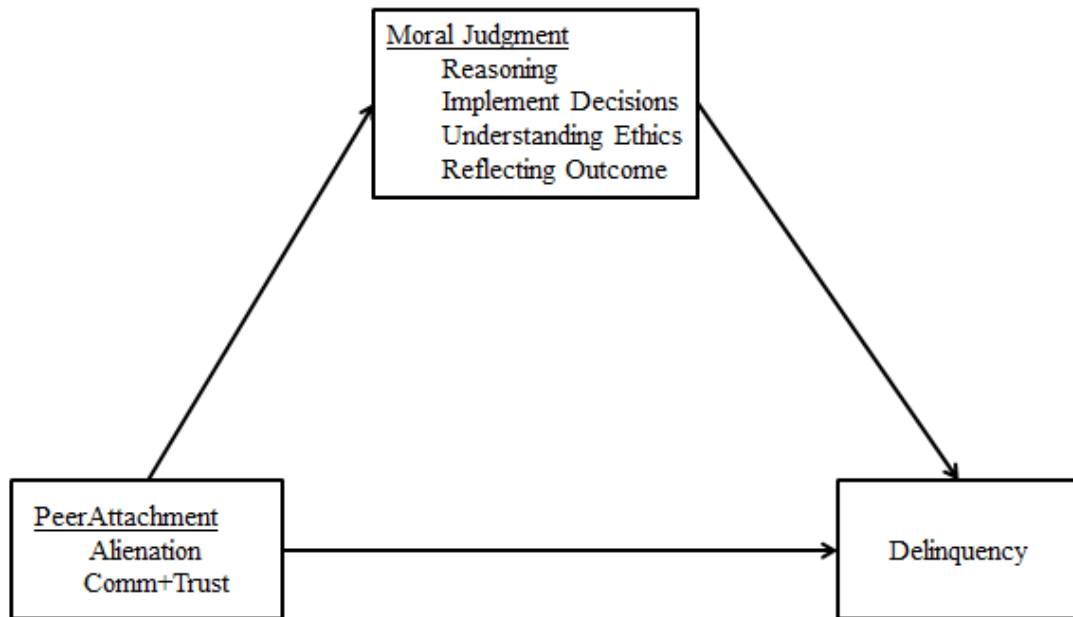 Moral Judgment
Reasoning
Implement Decisions
Understanding Ethics
Reflecting Outcome
PeerAttachment
Alienation
Comm+Trust
Delinquency